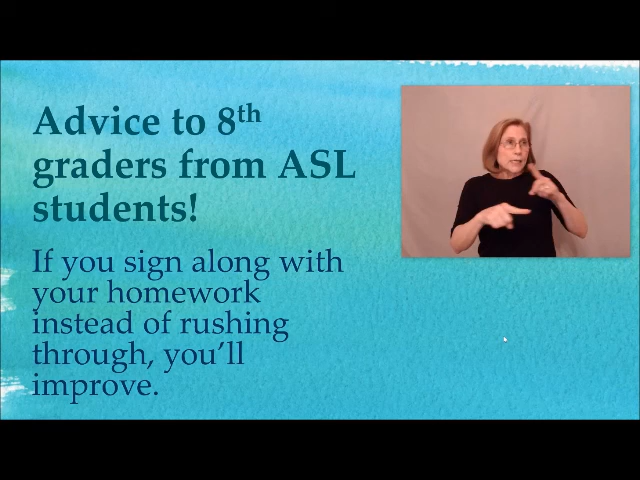 Advice to 8th
graders from ASL
students!
If you sign along with
your homework
instead of rushing
through, you'll
improve.